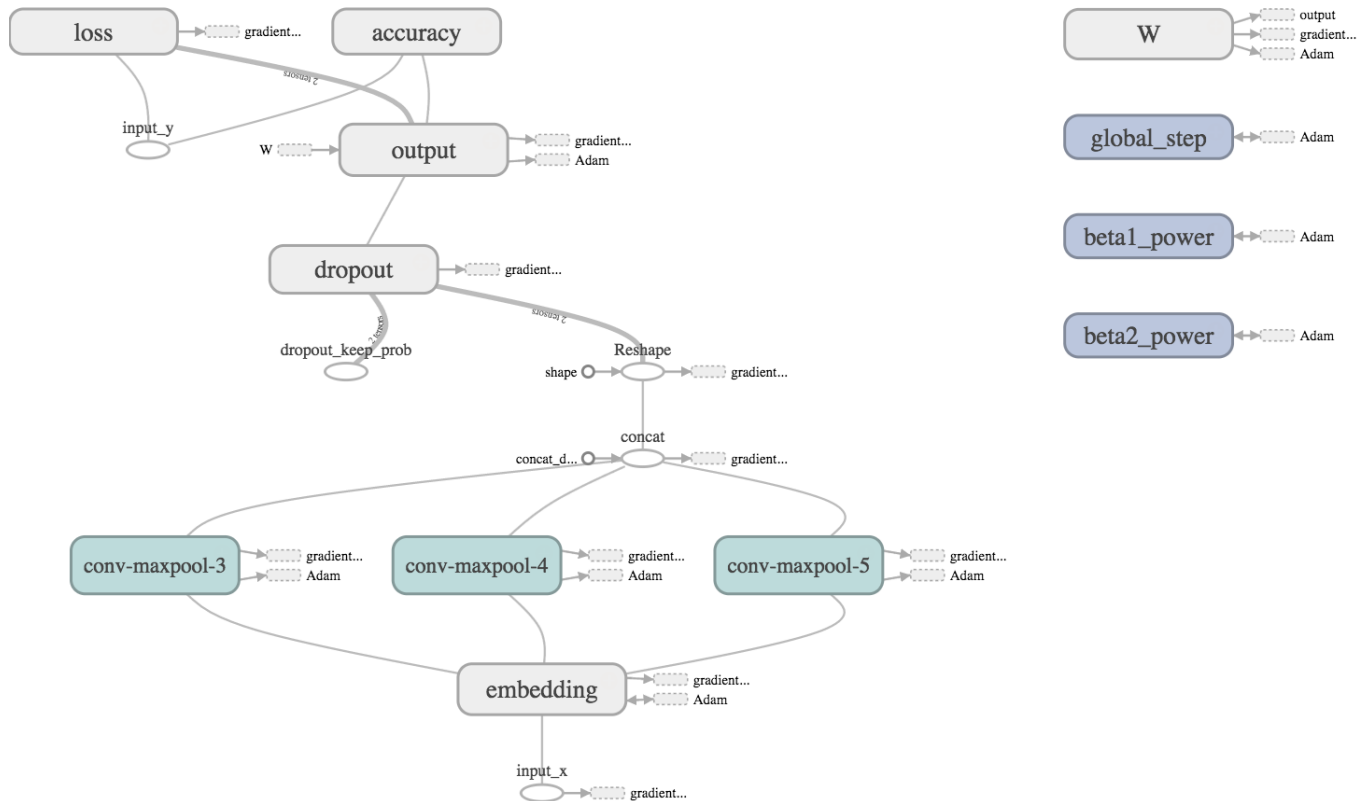 loss
gradient...
accuracy
2 tensors
input_y
W
output
gradient...
Adam
dropout
gradient...
2 tensors
2 tensors
dropout_keep_prob
Reshape
shape
gradient...
concat
concat_d...
gradient...
conv-maxpool-3
gradient...
Adam
conv-maxpool-4
gradient...
Adam
conv-maxpool-5
gradient...
Adam
embedding
gradient...
Adam
input_x
gradient...
W
output
gradient...
Adam
global_step
Adam
beta1_power
Adam
beta2_power
Adam